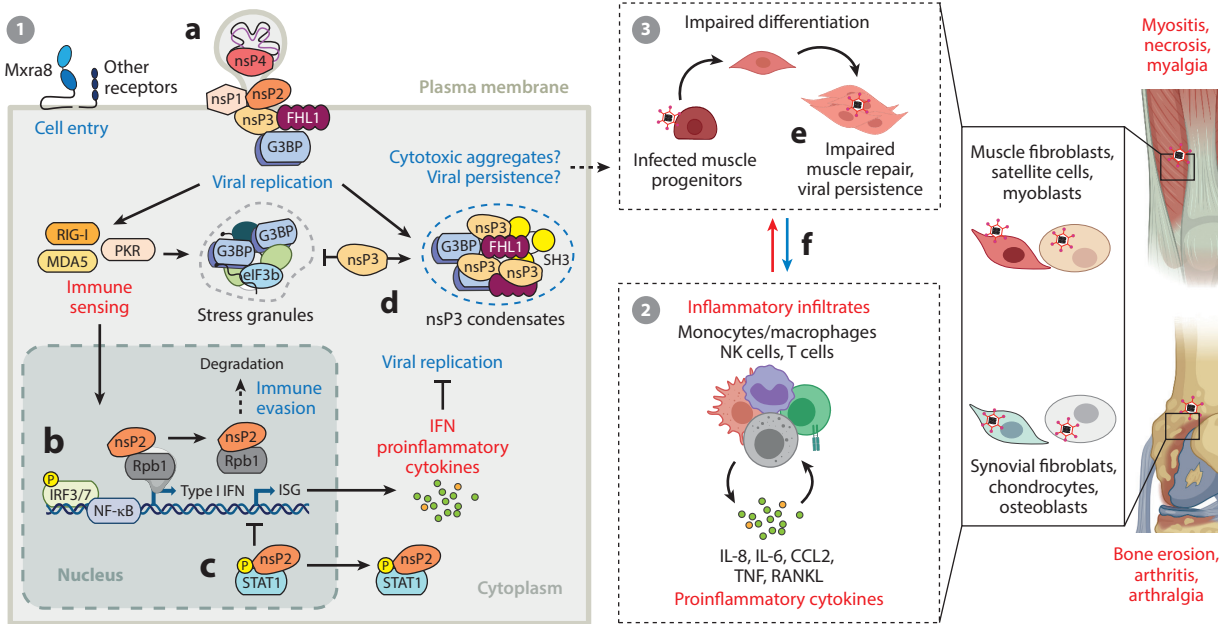 1
a
nsP4
Mxra8
Other
receptors
nsP1
nsP2
Plasma membrane
Cell entry
nsP3
FHL1
G3BP
Viral replication
Cytotoxic aggregates?
Viral persistence?
RIG-I
MDA5
PKR
Immune
sensing
G3BP
G3BP
eIF3b
Stress granules
nsP3
d
nsP3
G3BP
FHL1
nsP3
nsP3
SH3
nsP3 condensates
Degradation
Immune
evasion
b
nsP2
Rpb1
nsP2
Rpb1
P
IRF3/7
NF-κB
Type I IFN
ISG
Viral replication
IFN
proinflammatory
cytokines
c
P
nsP2
STAT1
P
nsP2
STAT1
Nucleus
Cytoplasm
3
Impaired differentiation
Infected muscle
progenitors
e
Impaired
muscle repair,
viral persistence
f
2
Inflammatory infiltrates
Monocytes/macrophages
NK cells, T cells
IL-8, IL-6, CCL2,
TNF, RANKL
Proinflammatory cytokines
Muscle fibroblasts,
satellite cells,
myoblasts
Synovial fibroblats,
chondrocytes,
osteoblasts
Myositis,
necrosis,
myalgia
Bone erosion,
arthritis,
arthralgia